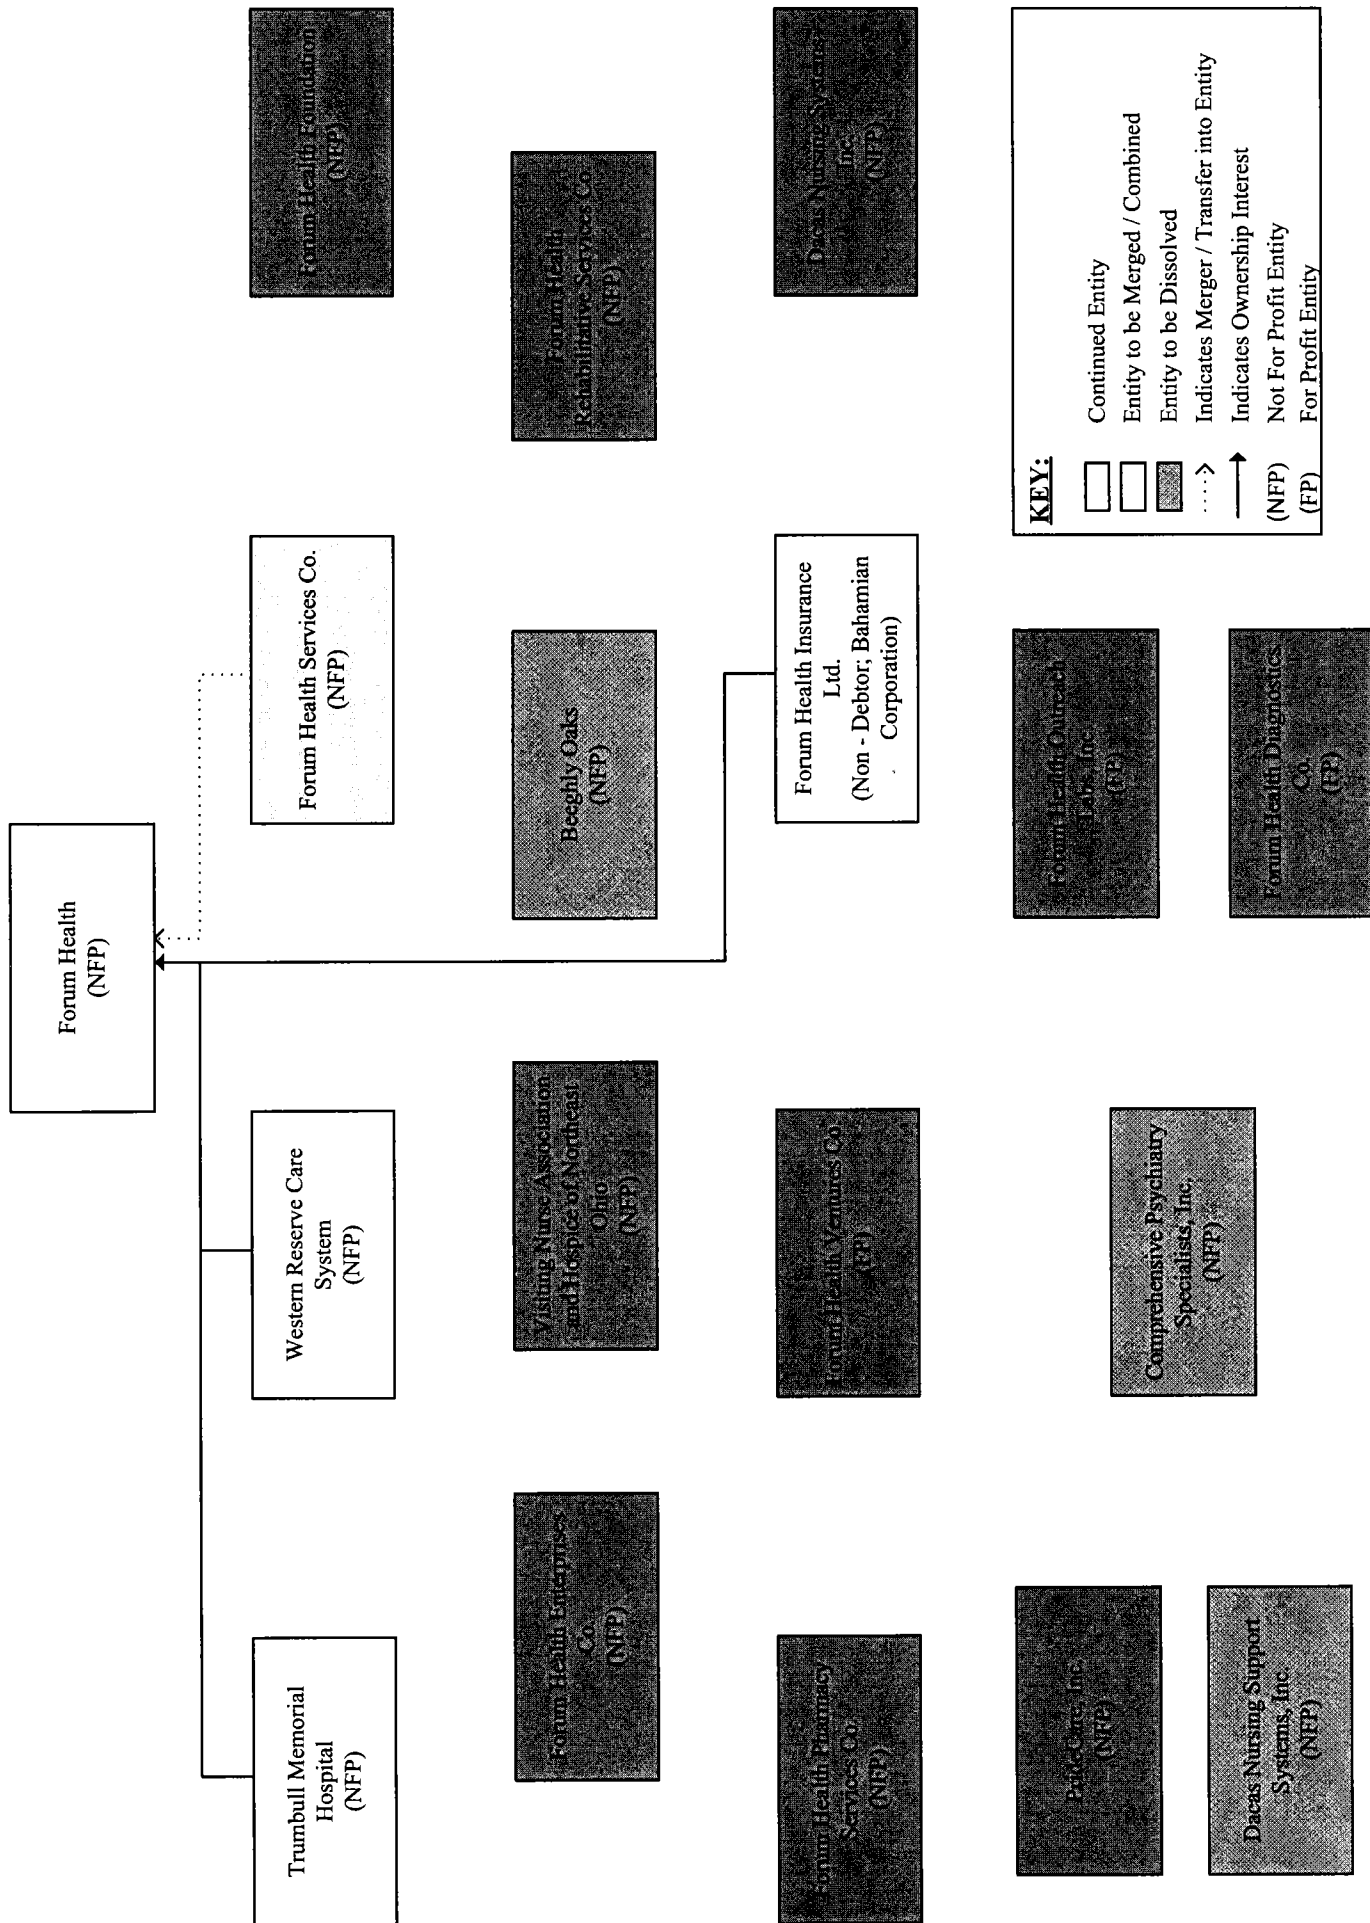 Forum Health
(NFP)
Trumbull Memorial
Hospital
(NFP)
Western Reserve Care
System
(NFP)
Forum Health Services Co.
(NFP)
Forum Health Foundation
(NFP)
Forum Health Enterprises
Co.
(NFP)
Visiting Nurse Association
and Hospice of Northeast
Ohio
(NFP)
Beeghly Oaks
(NFP)
Forum Health
Rehabilitative Services Co.
(NFP)
Forum Health Pharmacy
Services Co.
(NFP)
Forum Health Ventures Co.
(FP)
Forum Health Insurance
Ltd.
(Non - Debtor; Bahamian
Corporation)
Dacas Nursing Systems,
Inc.
(NFP)
PrideCare, Inc.
(NFP)
Forum Health Outreach
Labs, Inc.
(FP)
Comprehensive Psychiatry
Specialists, Inc.
(NFP)
Dacas Nursing Support
Systems, Inc.
(NFP)
Forum Health Diagnostics
Co.
(FP)
KEY:
Continued Entity
Entity to be Merged / Combined
Entity to be Dissolved
Indicates Merger / Transfer into Entity
Indicates Ownership Interest
(NFP) Not For Profit Entity
(FP) For Profit Entity